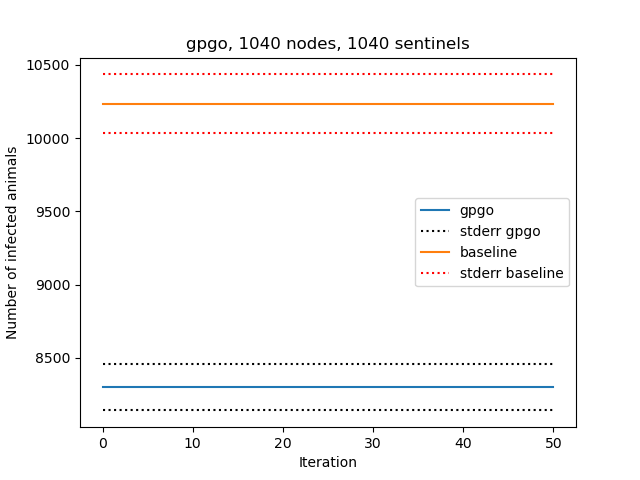 gpgo, 1040 nodes, 1040 sentinels
10500
10000
9500
9000
8500
Number of infected animals
gpgo
stderr gpgo
baseline
stderr baseline
0 10 20 30 40 50
Iteration